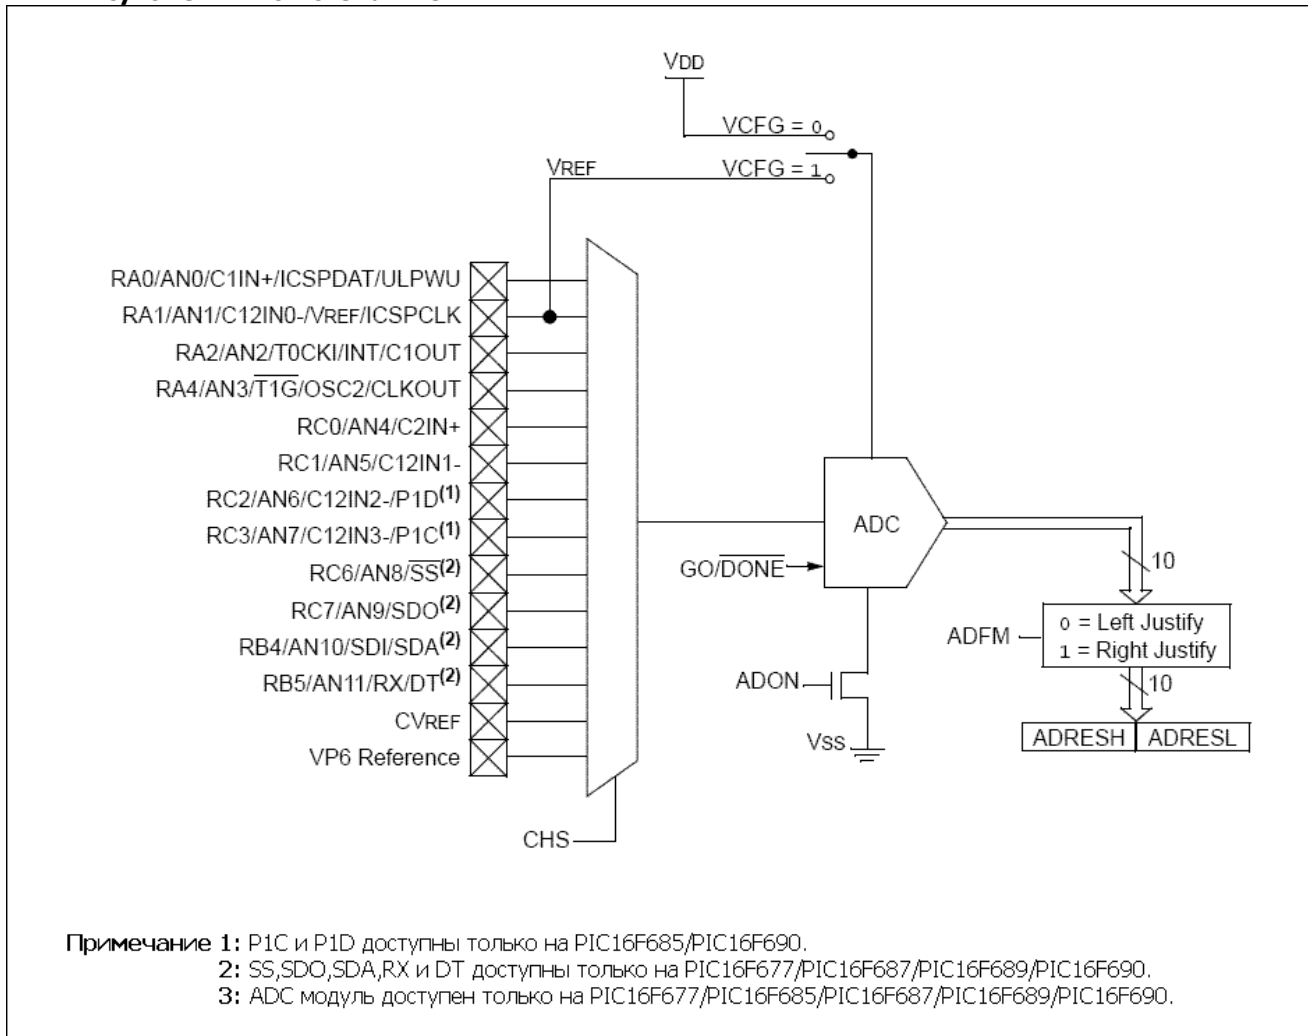 VDD
VCFG = 0
VREF
VCFG = 1
RA0/AN0/C1IN+/ICSPDAT/ULPWU
RA1/AN1/C12IN0-/VREF/ICSPCLK
RA2/AN2/T0CKI/INT/C1OUT
RA4/AN3/T1G/OSC2/CLKOUT
RC0/AN4/C2IN+
RC1/AN5/C12IN1-
RC2/AN6/C12IN2-/P1D(1)
RC3/AN7/C12IN3-/P1C(1)
RC6/AN8/SS(2)
RC7/AN9/SDO(2)
RB4/AN10/SDI/SDA(2)
RB5/AN11/RX/DT(2)
CVREF
VP6 Reference
CHS
ADC
GO/DONE
ADON
VSS
10
ADFM
0 = Left Justify
1 = Right Justify
10
ADRESH ADRESL
Примечание 1: P1C и P1D доступны только на PIC16F685/PIC16F690.
2: SS,SDO,SDA,RX и DT доступны только на PIC16F677/PIC16F687/PIC16F689/PIC16F690.
3: ADC модуль доступен только на PIC16F677/PIC16F685/PIC16F687/PIC16F689/PIC16F690.